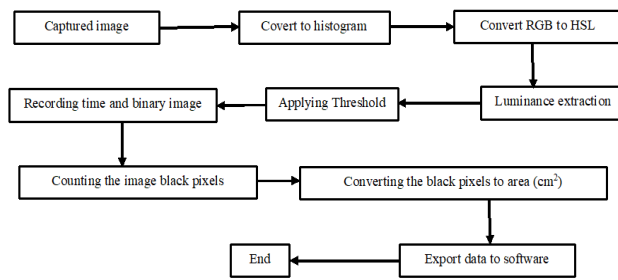 Captured image
Covert to histogram
Convert RGB to HSL
Luminance extraction
Applying Threshold
Recording time and binary image
Counting the image black pixels
Converting the black pixels to area (cm²)
Export data to software
End